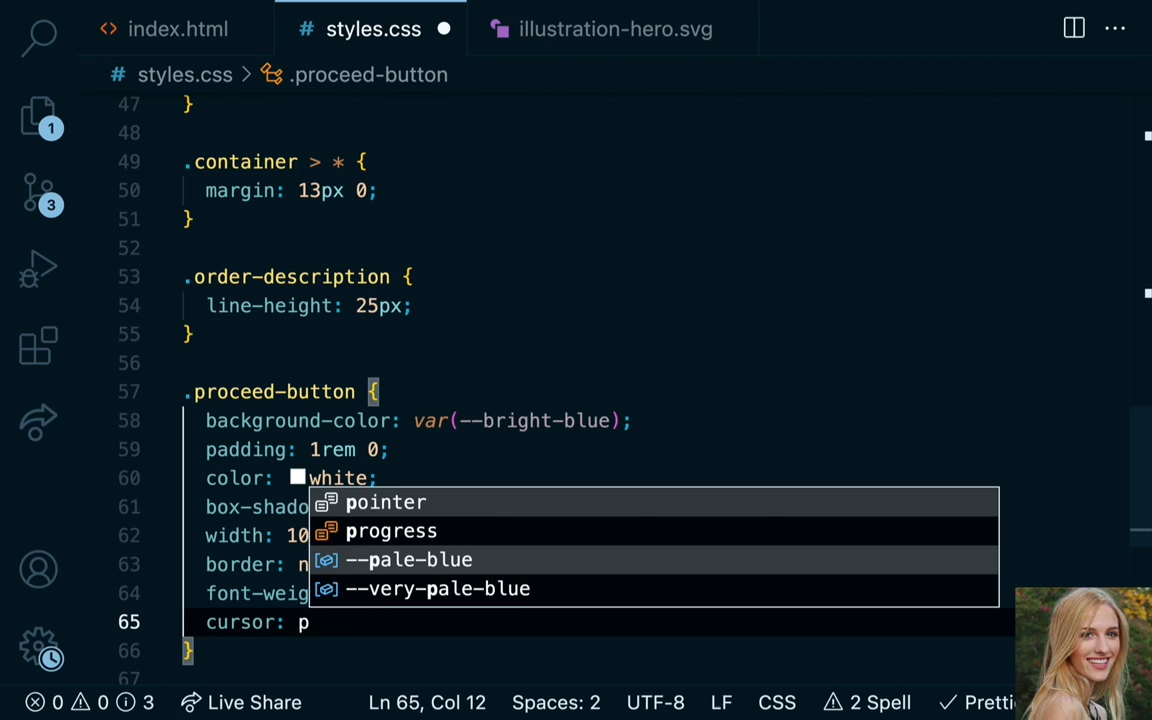 index.html
# styles.css
illustration-hero.svg
# styles.css > .proceed-button
1
3
47 }
48
49 .container > * {
50 margin: 13px 0;
51 }
52
53 .order-description {
54 line-height: 25px;
55 }
56
57 .proceed-button {
58 background-color: var(--bright-blue);
59 padding: 1rem 0;
60 color: white;
61 box-shado
62 width: 10
63 border: n
64 font-weig
65 cursor: p
66 }
67
pointer
progress
--pale-blue
--very-pale-blue
0 0 3 Live Share Ln 65, Col 12 Spaces: 2 UTF-8 LF CSS 2 Spell Pretti